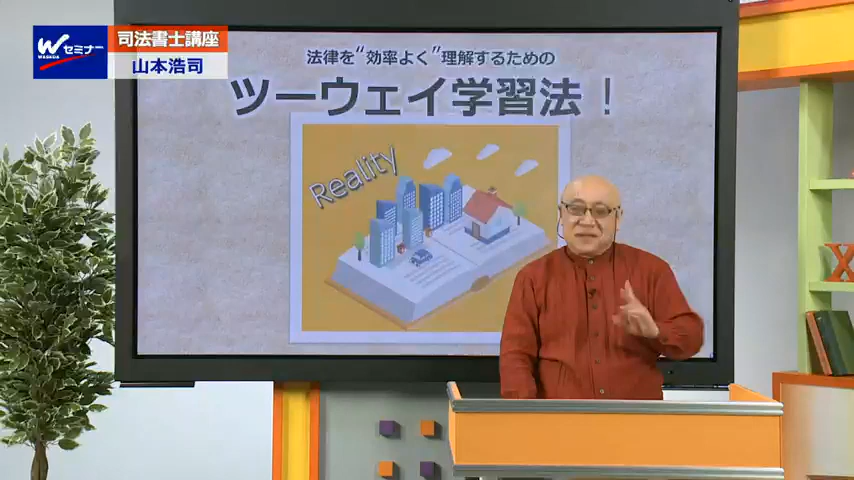 Wセミナー
WASEDA
司法書士講座
山本浩司
法律を“効率よく”理解するための
ツーウェイ学習法！
Reality
X